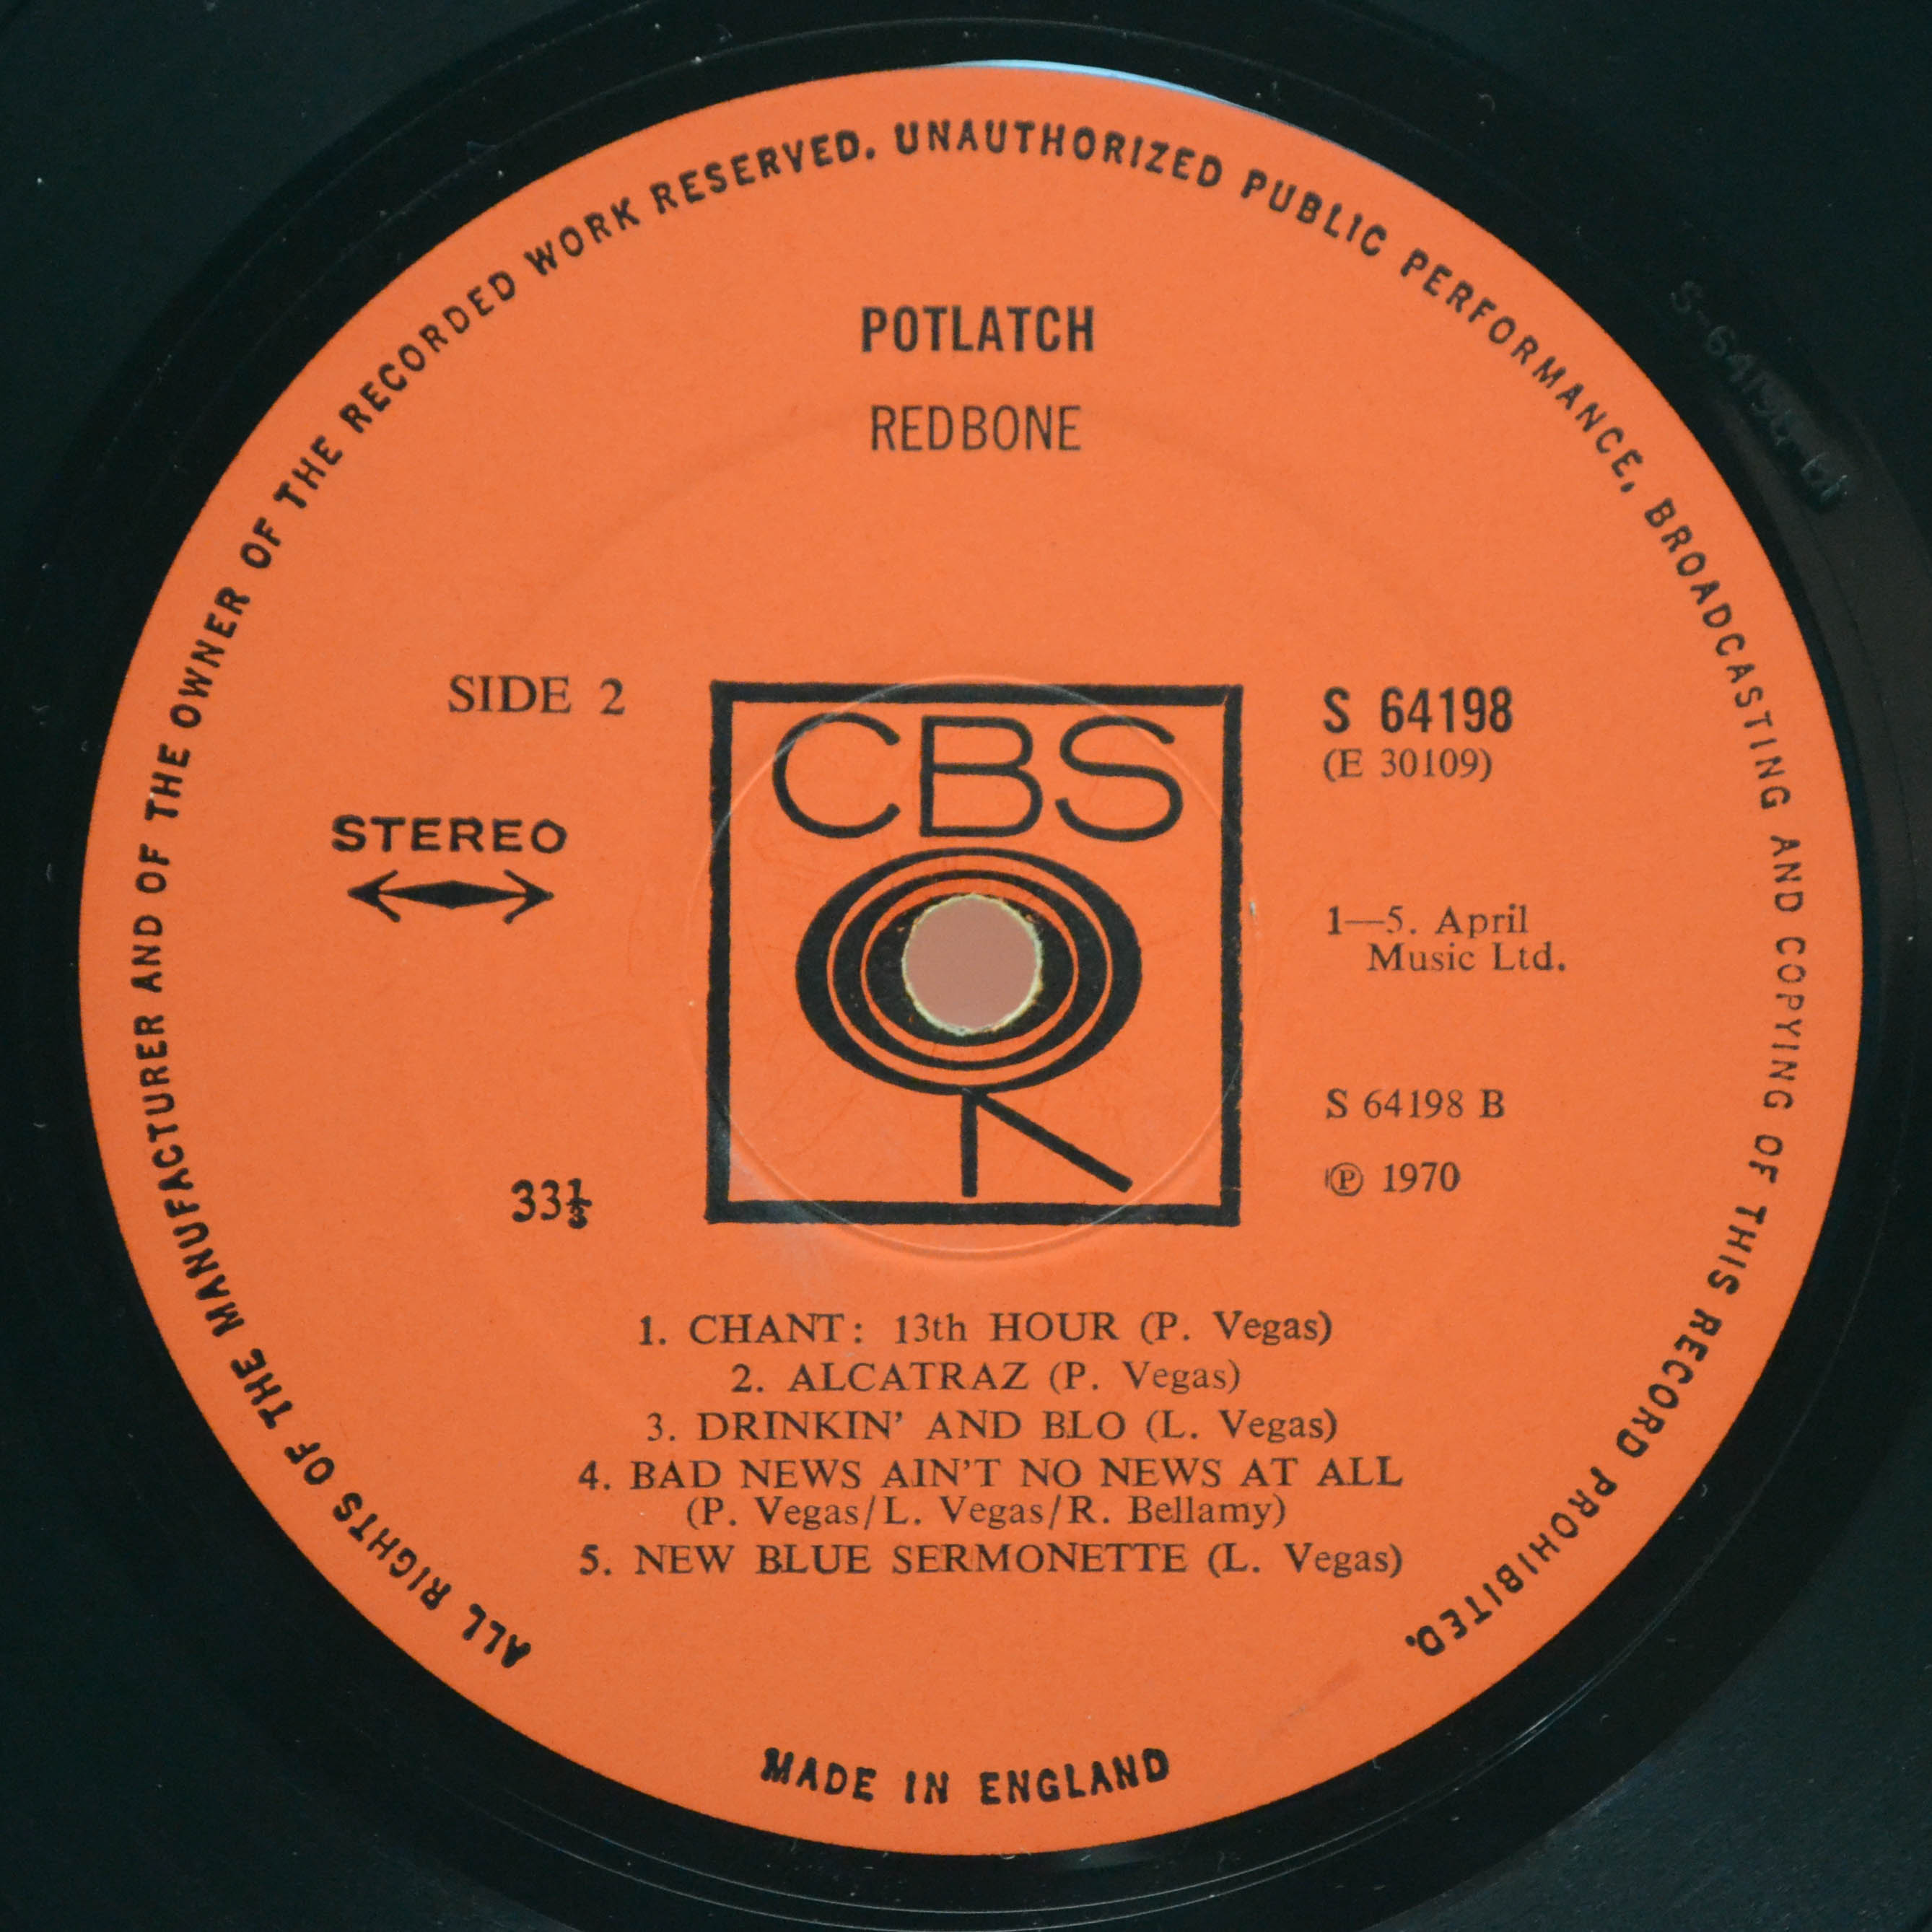 ALL RIGHTS OF THE MANUFACTURER AND OF THE OWNER OF THE RECORDED WORK RESERVED. UNAUTHORIZED PUBLIC PERFORMANCE, BROADCASTING AND COPYING OF THIS RECORD PROHIBITED.
POTLATCH
REDBONE
SIDE 2
STEREO
33⅓
CBS
S 64198
(E 30109)
1—5. April
Music Ltd.
S 64198 B
℗ 1970
1. CHANT: 13th HOUR (P. Vegas)
2. ALCATRAZ (P. Vegas)
3. DRINKIN' AND BLO (L. Vegas)
4. BAD NEWS AIN'T NO NEWS AT ALL
(P. Vegas/L. Vegas/R. Bellamy)
5. NEW BLUE SERMONETTE (L. Vegas)
MADE IN ENGLAND